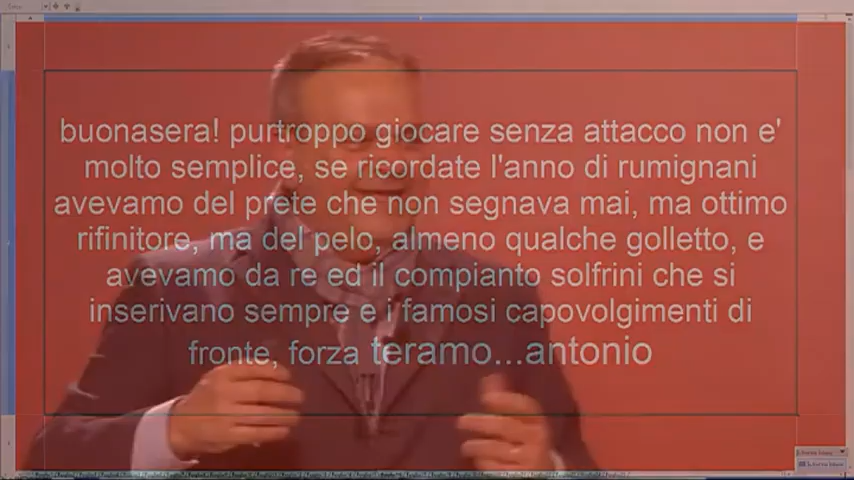 buonasera! purtroppo giocare senza attacco non e'
molto semplice, se ricordate l'anno di rumignani
avevamo del prete che non segnava mai, ma ottimo
rifinitore, ma del pelo, almeno qualche golletto, e
avevamo da re ed il compianto solfrini che si
inserivano sempre e i famosi capovolgimenti di
fronte, forza teramo...antonio